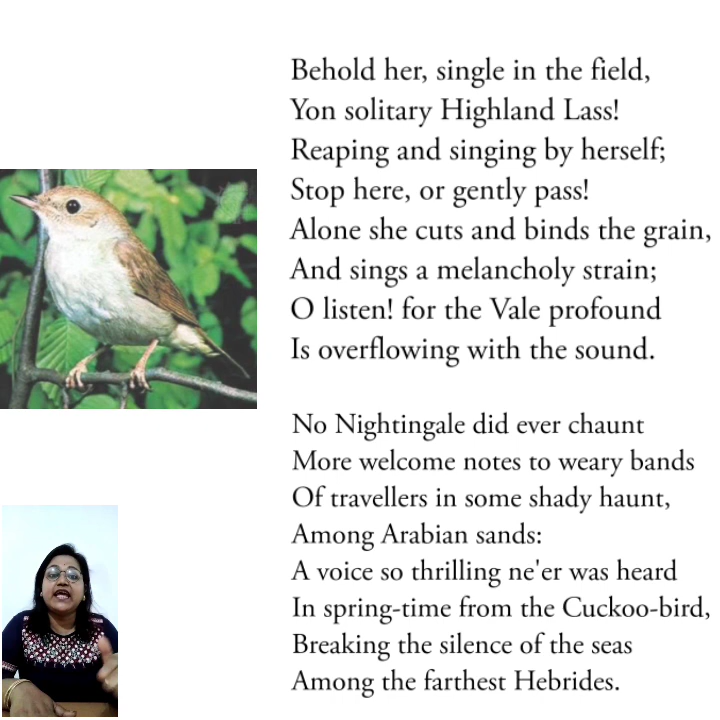 Behold her, single in the field,
Yon solitary Highland Lass!
Reaping and singing by herself;
Stop here, or gently pass!
Alone she cuts and binds the grain,
And sings a melancholy strain;
O listen! for the Vale profound
Is overflowing with the sound.
No Nightingale did ever chaunt
More welcome notes to weary bands
Of travellers in some shady haunt,
Among Arabian sands:
A voice so thrilling ne'er was heard
In spring-time from the Cuckoo-bird,
Breaking the silence of the seas
Among the farthest Hebrides.